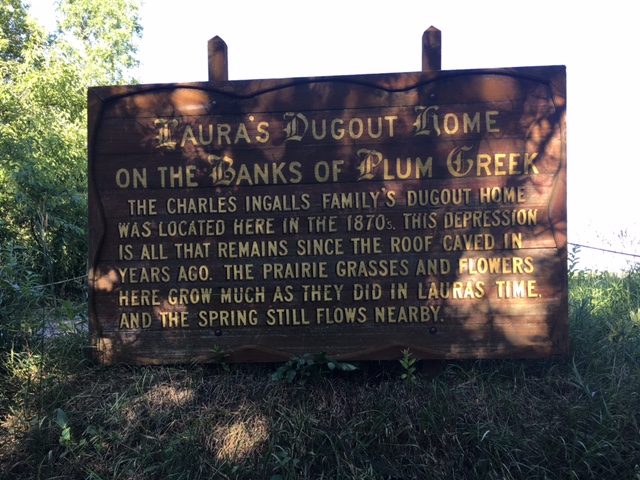 Laura's Dugout Home
on the Banks of Plum Creek
THE CHARLES INGALLS FAMILY'S DUGOUT HOME
WAS LOCATED HERE IN THE 1870s. THIS DEPRESSION
IS ALL THAT REMAINS SINCE THE ROOF CAVED IN
YEARS AGO. THE PRAIRIE GRASSES AND FLOWERS
HERE GROW MUCH AS THEY DID IN LAURA'S TIME,
AND THE SPRING STILL FLOWS NEARBY.